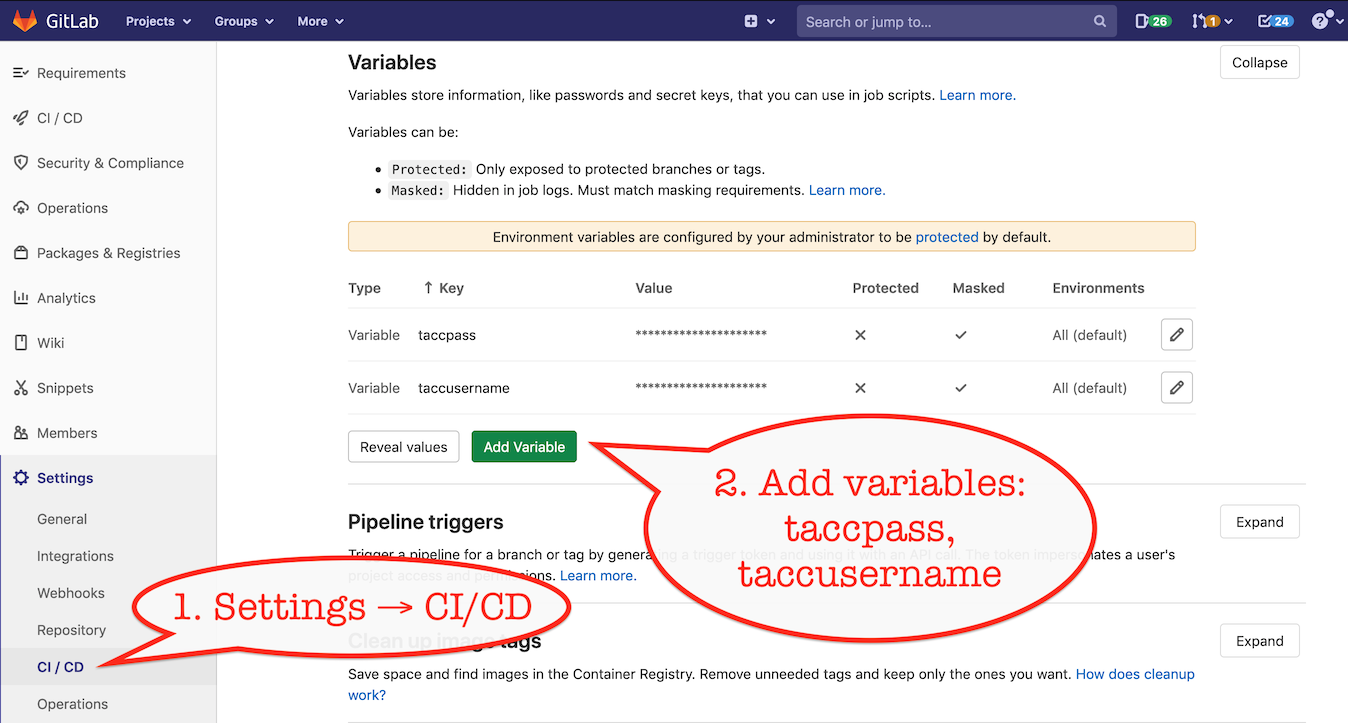 GitLab Projects Groups More Search or jump to... 26 1 24 ?
Requirements
CI / CD
Security & Compliance
Operations
Packages & Registries
Analytics
Wiki
Snippets
Members
Settings
General
Integrations
Webhooks
Repository
CI / CD
Operations
Variables
Collapse
Variables store information, like passwords and secret keys, that you can use in job scripts. Learn more.
Variables can be:
• Protected: Only exposed to protected branches or tags.
• Masked: Hidden in job logs. Must match masking requirements. Learn more.
Environment variables are configured by your administrator to be protected by default.
Type ↑ Key Value Protected Masked Environments
Variable taccpass ********************* ✕ ✓ All (default)
Variable taccusername ********************* ✕ ✓ All (default)
Reveal values Add Variable
2. Add variables:
taccpass,
taccusername
Pipeline triggers
Expand
Trigger a pipeline for a branch or tag by generating a trigger token and using it with an API call. The token impersonates a user's
project access and permissions. Learn more.
1. Settings → CI/CD
Clean up image tags
Expand
Save space and find images in the Container Registry. Remove unneeded tags and keep only the ones you want. How does cleanup
work?